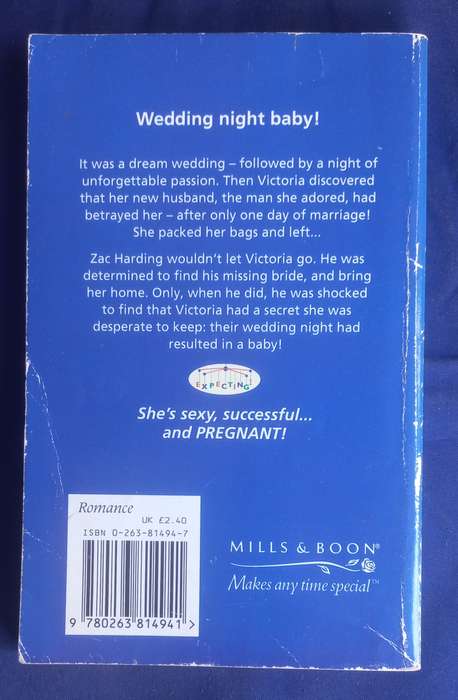 Wedding night baby!
It was a dream wedding – followed by a night of
unforgettable passion. Then Victoria discovered
that her new husband, the man she adored, had
betrayed her – after only one day of marriage!
She packed her bags and left...
Zac Harding wouldn't let Victoria go. He was
determined to find his missing bride, and bring
her home. Only, when he did, he was shocked
to find that Victoria had a secret she was
desperate to keep: their wedding night had
resulted in a baby!
EXPECTING!
She's sexy, successful...
and PREGNANT!
Romance
UK £2.40
ISBN 0-263-81494-7
9 780263 814941 >
MILLS & BOON®
Makes any time special™